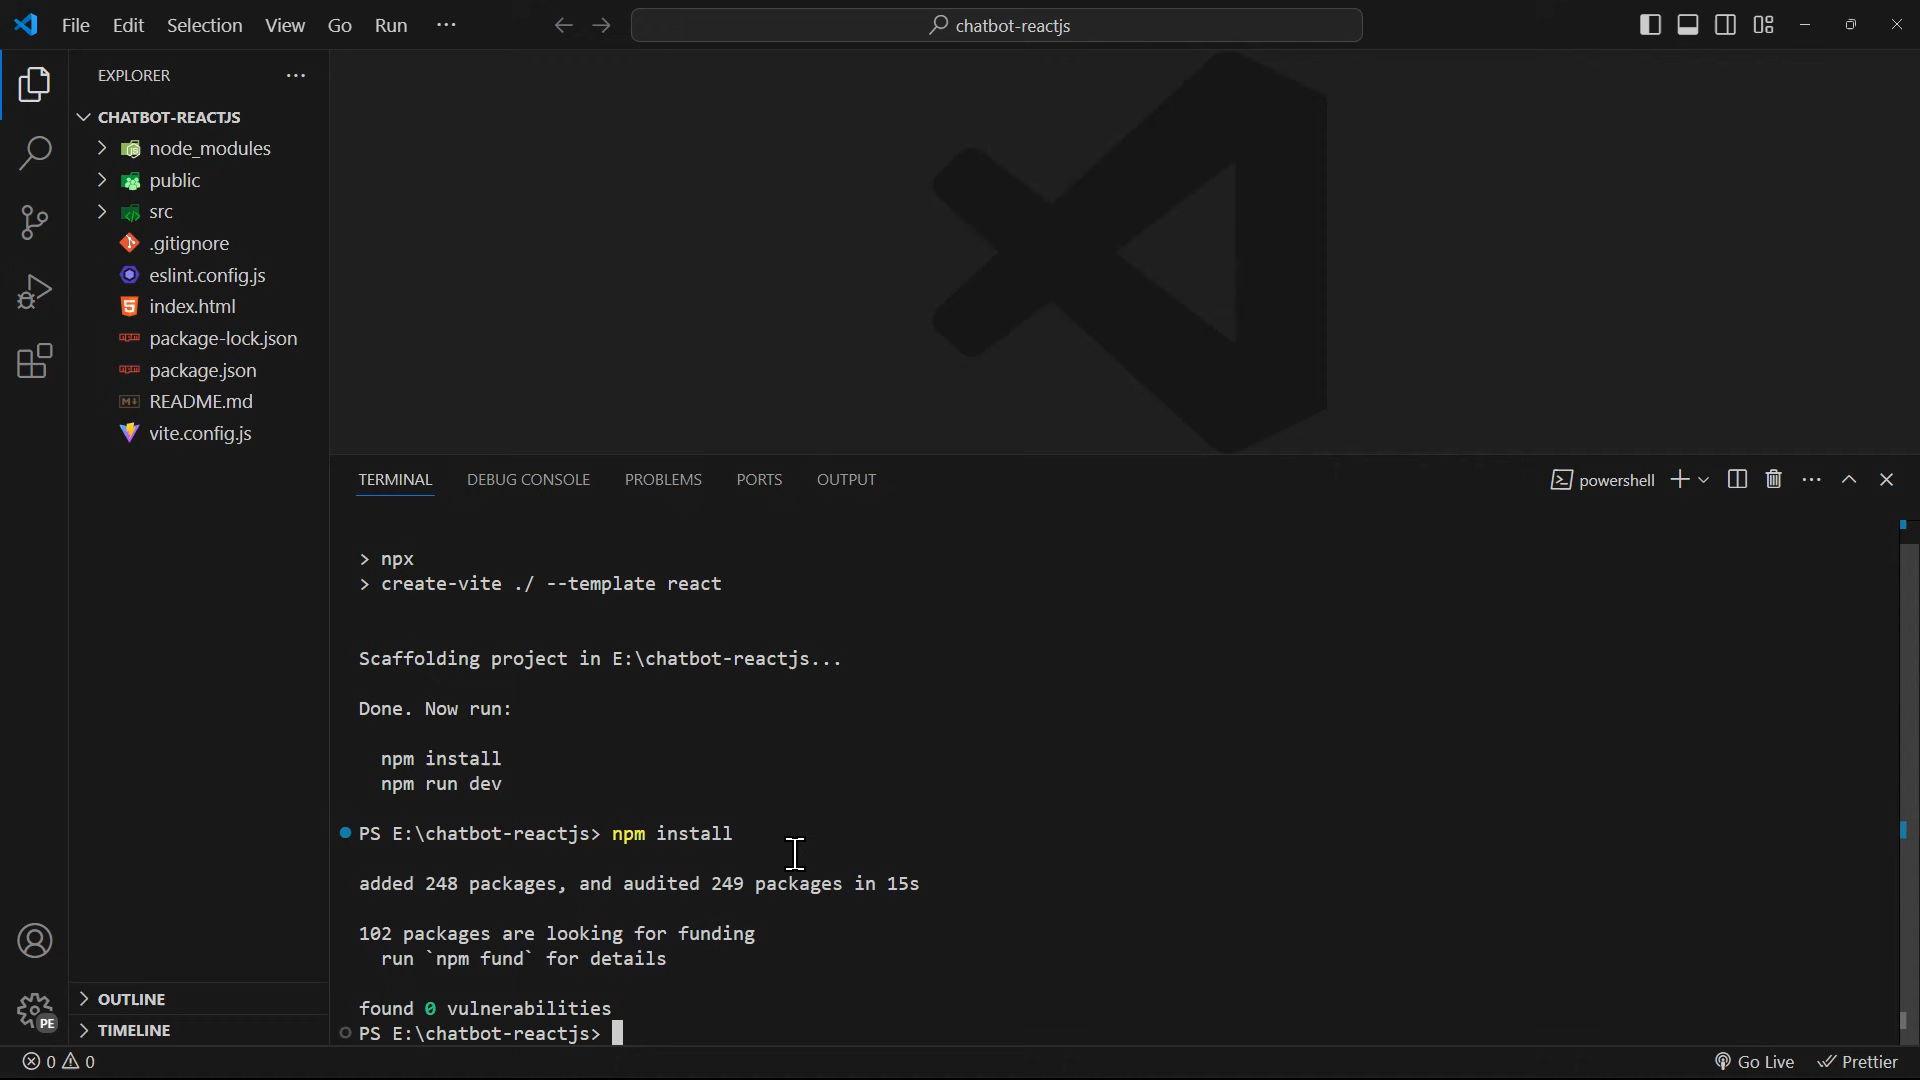 File Edit Selection View Go Run ···
chatbot-reactjs
EXPLORER ···
CHATBOT-REACTJS
node_modules
public
src
.gitignore
eslint.config.js
index.html
package-lock.json
package.json
README.md
vite.config.js
OUTLINE
TIMELINE
PE
TERMINAL DEBUG CONSOLE PROBLEMS PORTS OUTPUT
powershell
> npx
> create-vite ./ --template react
Scaffolding project in E:\chatbot-reactjs...
Done. Now run:
npm install
npm run dev
PS E:\chatbot-reactjs> npm install
added 248 packages, and audited 249 packages in 15s
102 packages are looking for funding
run `npm fund` for details
found 0 vulnerabilities
PS E:\chatbot-reactjs>
0 0
Go Live Prettier